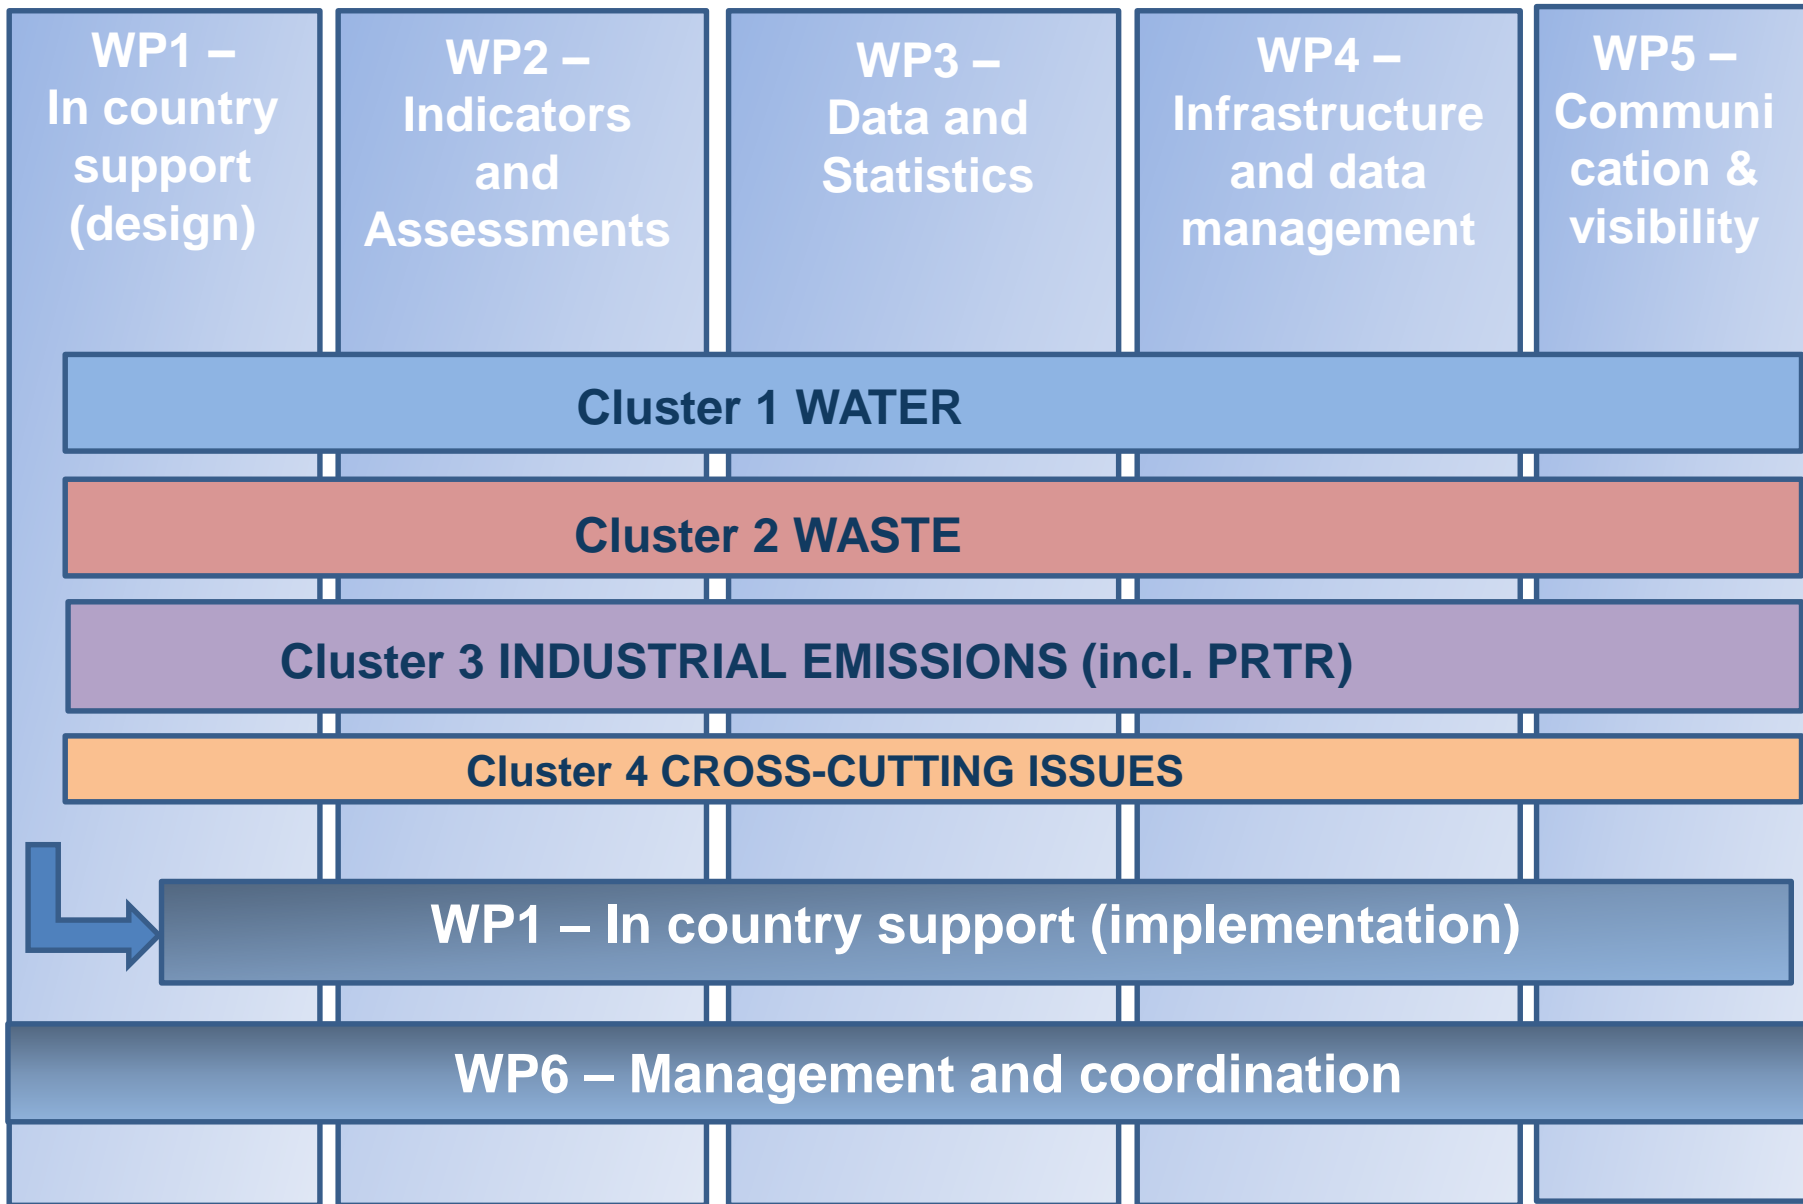 WP1 –
In country
support
(design)
WP2 –
Indicators
and
Assessments
WP3 –
Data and
Statistics
WP4 –
Infrastructure
and data
management
WP5 –
Communi
cation &
visibility
Cluster 1 WATER
Cluster 2 WASTE
Cluster 3 INDUSTRIAL EMISSIONS (incl. PRTR)
Cluster 4 CROSS-CUTTING ISSUES
WP1 – In country support (implementation)
WP6 – Management and coordination